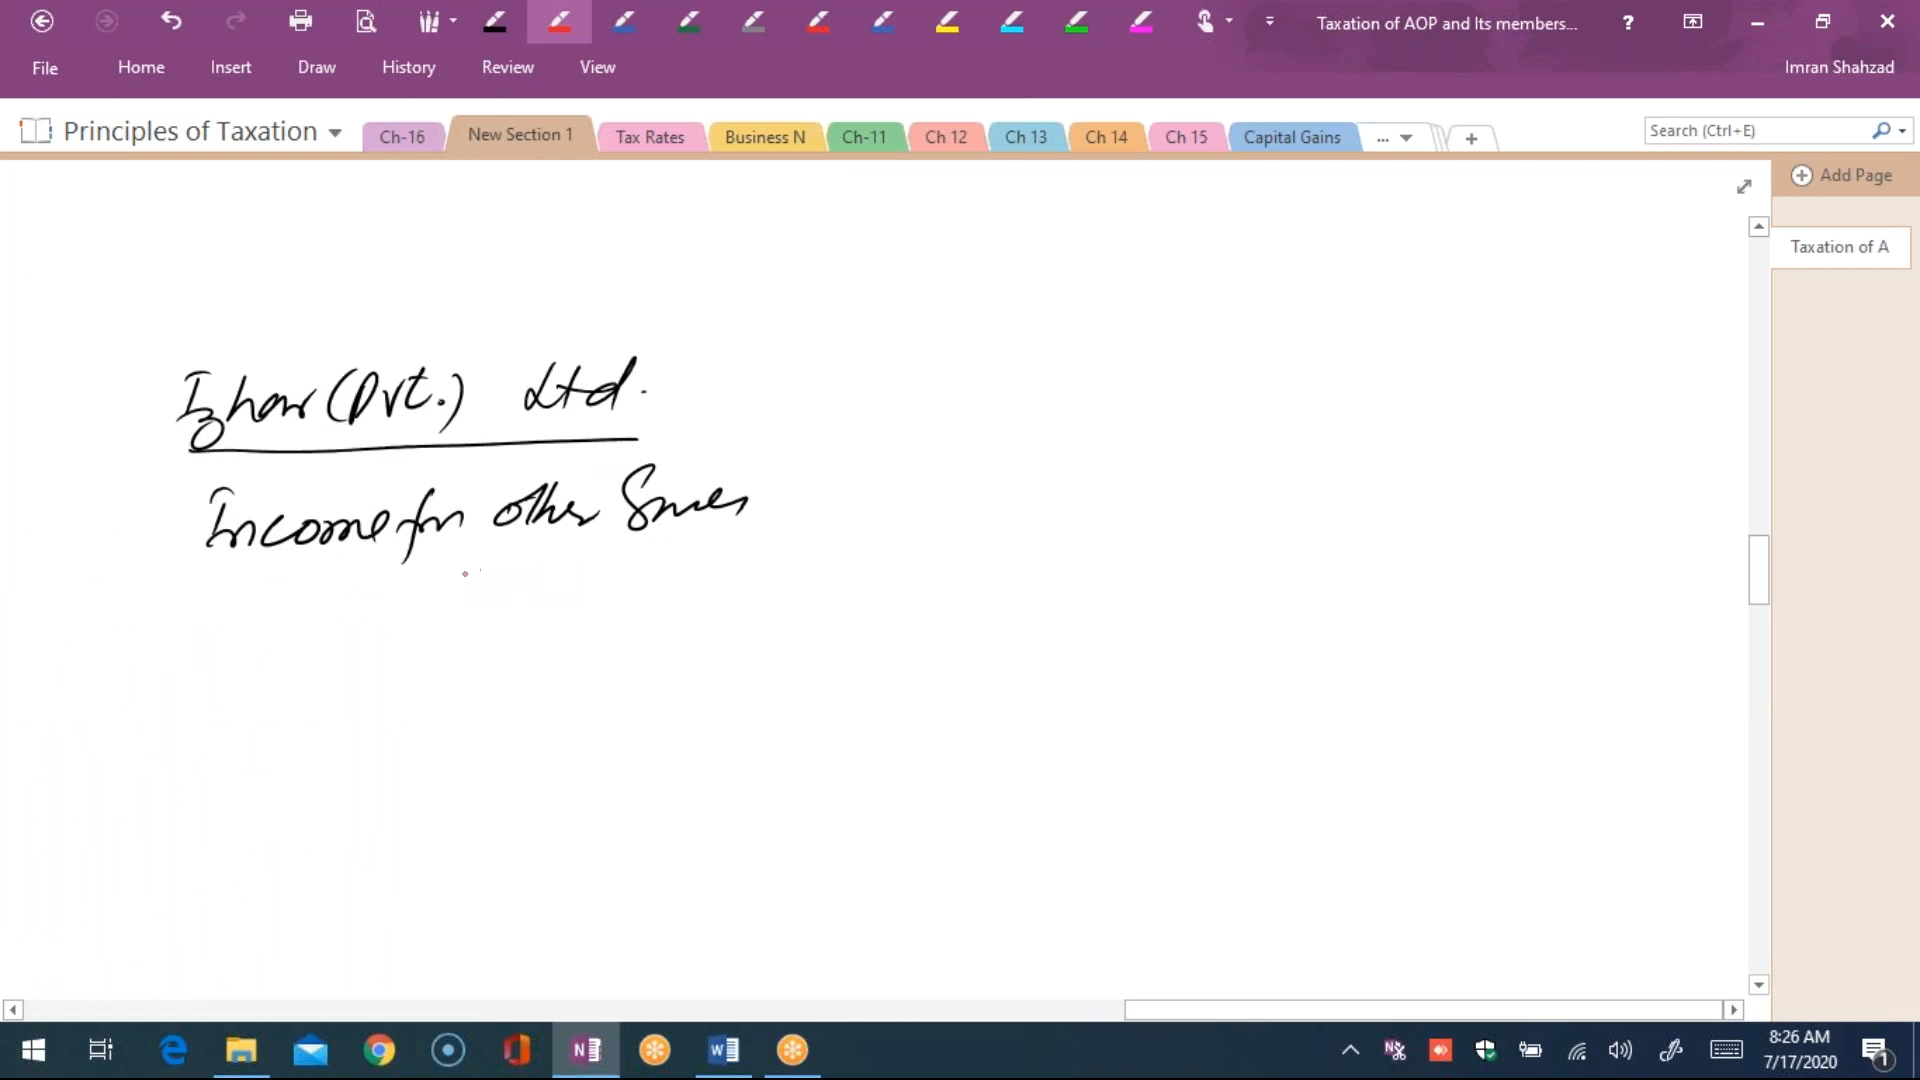 Taxation of AOP and Its members...
?
File
Home
Insert
Draw
History
Review
View
Imran Shahzad
Principles of Taxation
Ch-16
New Section 1
Tax Rates
Business N
Ch-11
Ch 12
Ch 13
Ch 14
Ch 15
Capital Gains
...
+
Search (Ctrl+E)
Add Page
Taxation of A
Izhar (Pvt.) Ltd.
Income for other Sources
8:26 AM
7/17/2020
1